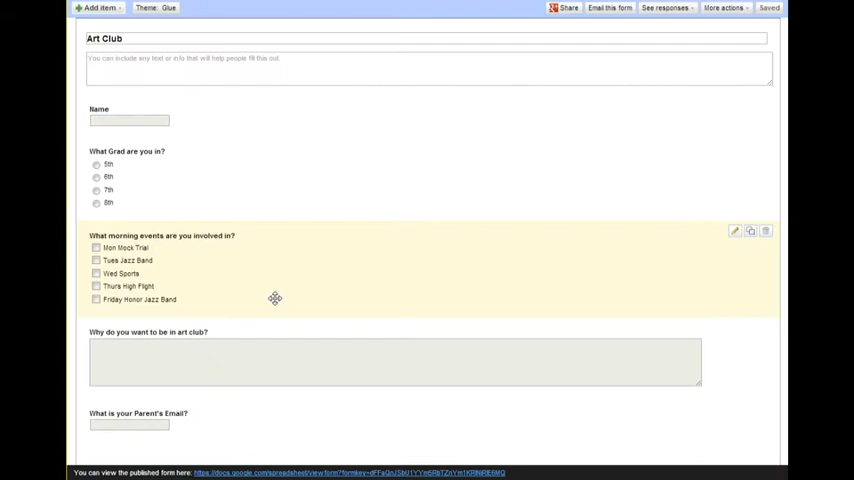 Add item
Theme: Glue
Share
Email this form
See responses
More actions
Saved
Art Club
You can include any text or info that will help people fill this out.
Name
What Grad are you in?
5th
6th
7th
8th
What morning events are you involved in?
Mon Mock Trial
Tues Jazz Band
Wed Sports
Thurs High Flight
Friday Honor Jazz Band
Why do you want to be in art club?
What is your Parent's Email?
You can view the published form here: